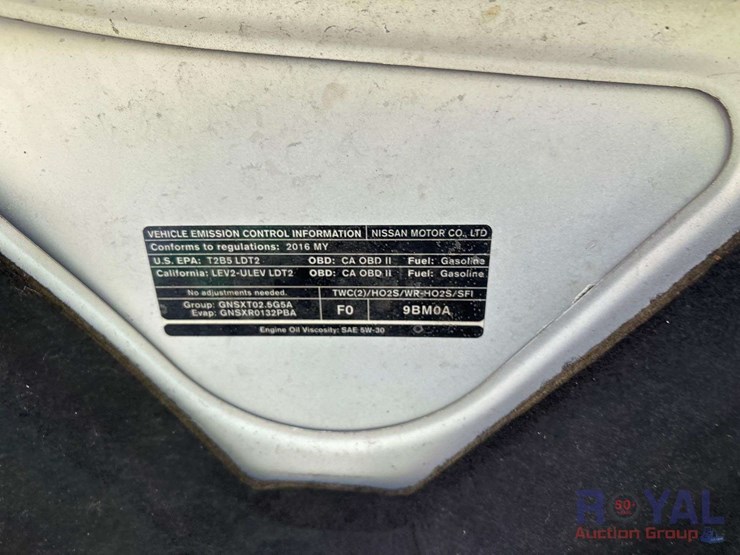 VEHICLE EMISSION CONTROL INFORMATION NISSAN MOTOR CO., LTD
Conforms to regulations: 2016 MY
U.S. EPA: T2B5 LDT2 OBD: CA OBD II Fuel: Gasoline
California: LEV2-ULEV LDT2 OBD: CA OBD II Fuel: Gasoline
No adjustments needed. TWC(2)/HO2S/WR-HO2S/SFI
Group: GNSXT02.5G5A
Evap: GNSXR0132PBA
F0 9BM0A
Engine Oil Viscosity: SAE 5W-30
ROYAL
Auction Group